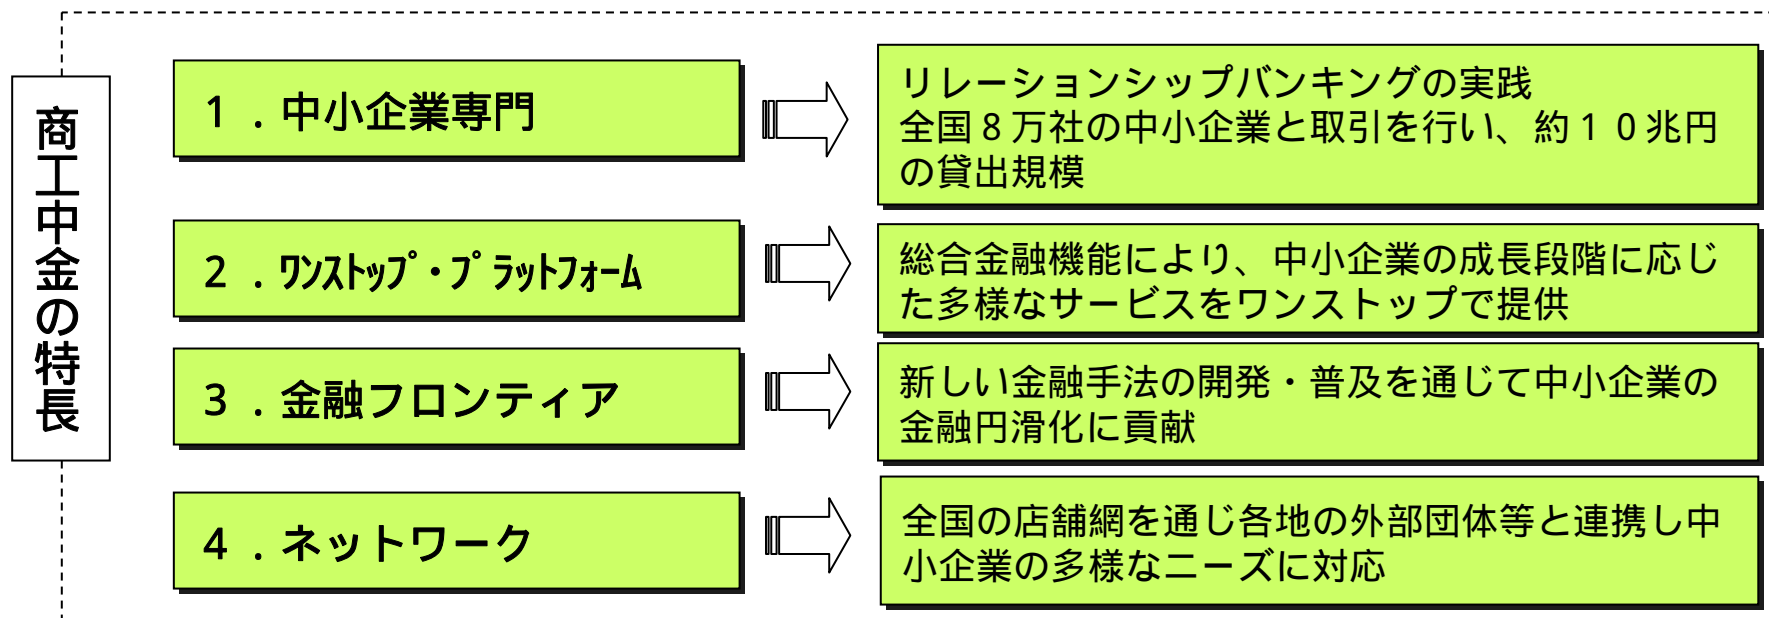 商工中金の特長
１．中小企業専門
リレーションシップバンキングの実践
全国８万社の中小企業と取引を行い、約１０兆円
の貸出規模
２．ﾜﾝｽﾄｯﾌﾟ・ﾌﾟﾗｯﾄﾌｫｰﾑ
総合金融機能により、中小企業の成長段階に応じ
た多様なサービスをワンストップで提供
３．金融フロンティア
新しい金融手法の開発・普及を通じて中小企業の
金融円滑化に貢献
４．ネットワーク
全国の店舗網を通じ各地の外部団体等と連携し中
小企業の多様なニーズに対応